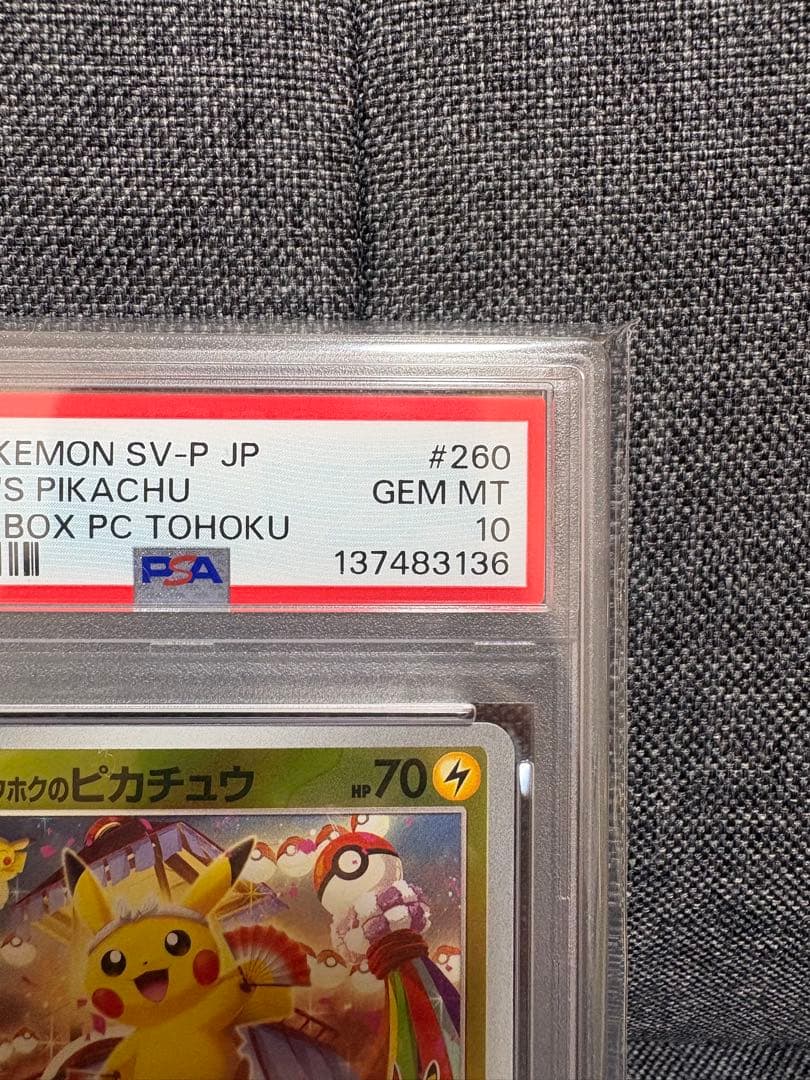 KEMON SV-P JP #260
'S PIKACHU GEM MT
BOX PC TOHOKU 10
PSA 137483136
ホクのピカチュウ HP70